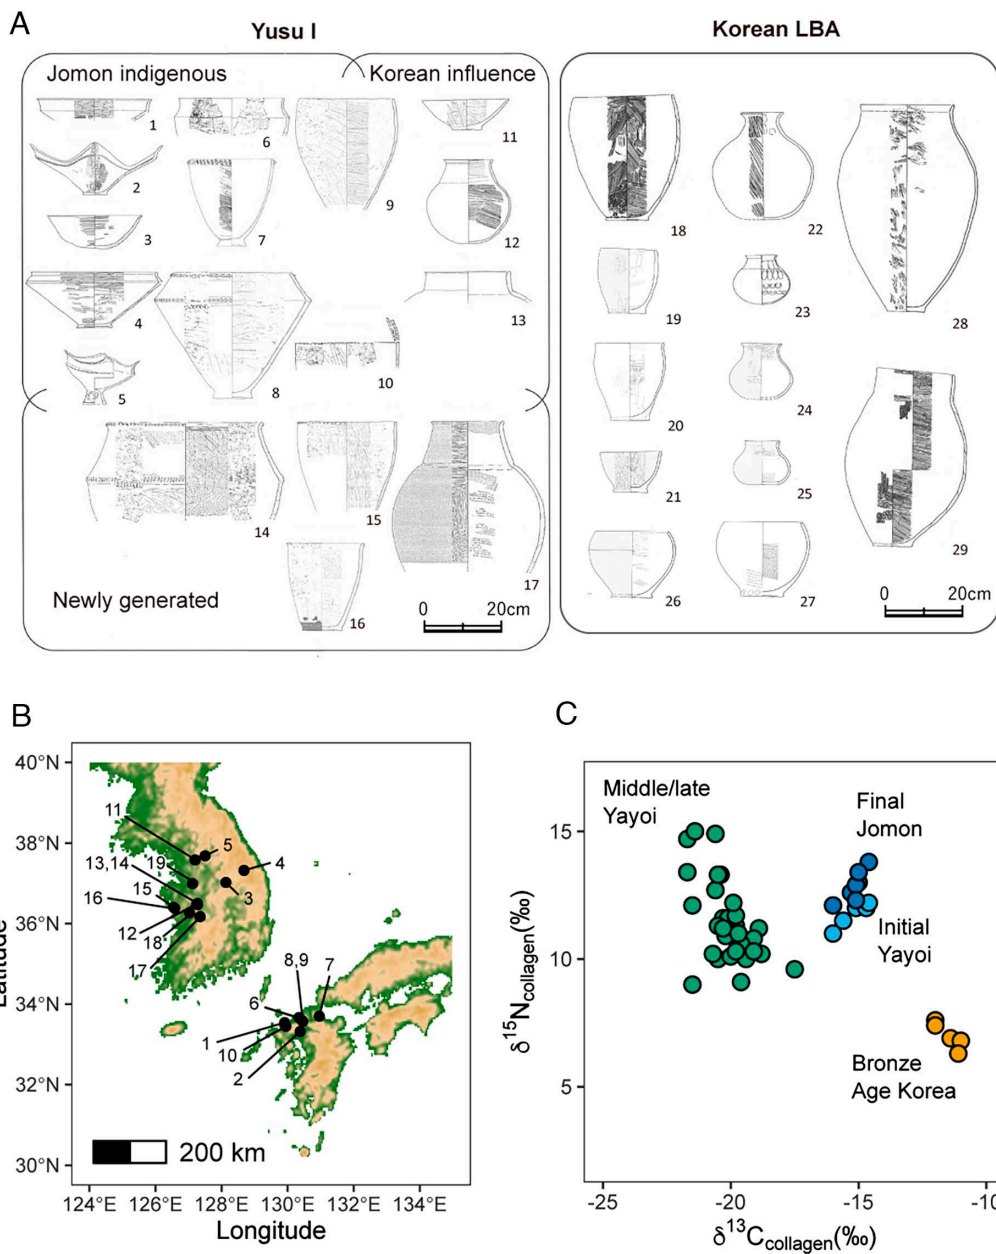 A
Yusu I
Korean LBA
Jomon indigenous
Korean influence
1
2
3
4
5
6
7
8
9
10
11
12
13
14
15
16
17
Newly generated
0 20cm
18
19
20
21
22
23
24
25
26
27
28
29
0 20cm
B
40°N
38°N
36°N
34°N
32°N
30°N
Latitude
11
13,14
19
15
16
12
18
17
5
4
3
8,9
7
6
1
10
2
200 km
124°E 126°E 128°E 130°E 132°E 134°E
Longitude
C
Middle/late
Yayoi
Final
Jomon
Initial
Yayoi
Bronze
Age Korea
15
10
5
δ15Ncollagen(‰)
-25 -20 -15 -10
δ13Ccollagen(‰)